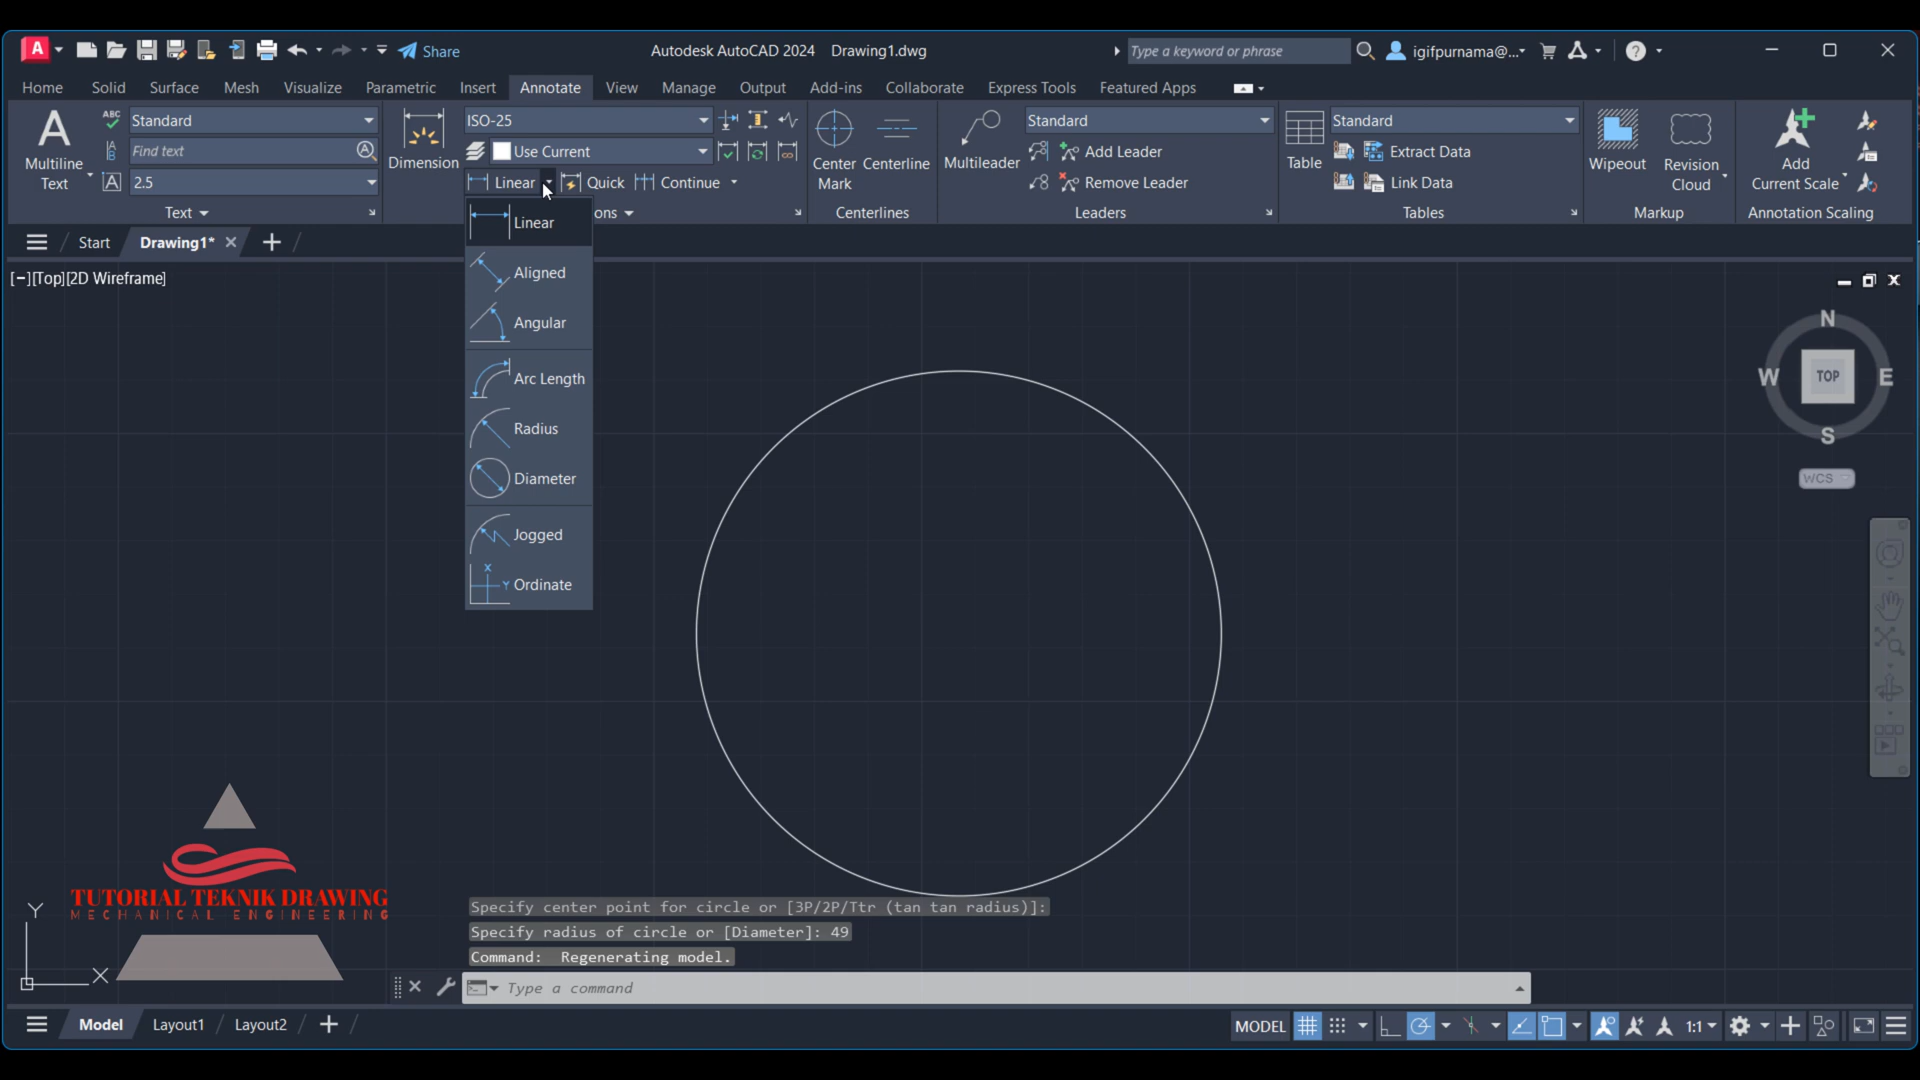 A
Share
Autodesk AutoCAD 2024 Drawing1.dwg
Type a keyword or phrase
igifpurnama@...
?
Home Solid Surface Mesh Visualize Parametric Insert Annotate View Manage Output Add-ins Collaborate Express Tools Featured Apps
A Multiline Text
ABC Standard
Find text
2.5
Text
Dimension
ISO-25
Use Current
Linear Quick Continue
ons
Center Mark
Centerline
Centerlines
Multileader
Standard
Add Leader
Remove Leader
Leaders
Table
Standard
Extract Data
Link Data
Tables
Wipeout
Revision Cloud
Markup
Add Current Scale
Annotation Scaling
Start Drawing1*
Linear
Aligned
Angular
Arc Length
Radius
Diameter
Jogged
X
Y Ordinate
[−][Top][2D Wireframe]
N
W TOP E
S
WCS
TUTORIAL TEKNIK DRAWING
MECHANICAL ENGINEERING
Y
X
Specify center point for circle or [3P/2P/Ttr (tan tan radius)]:
Specify radius of circle or [Diameter]: 49
Command: Regenerating model.
Type a command
Model Layout1 Layout2
MODEL
1:1